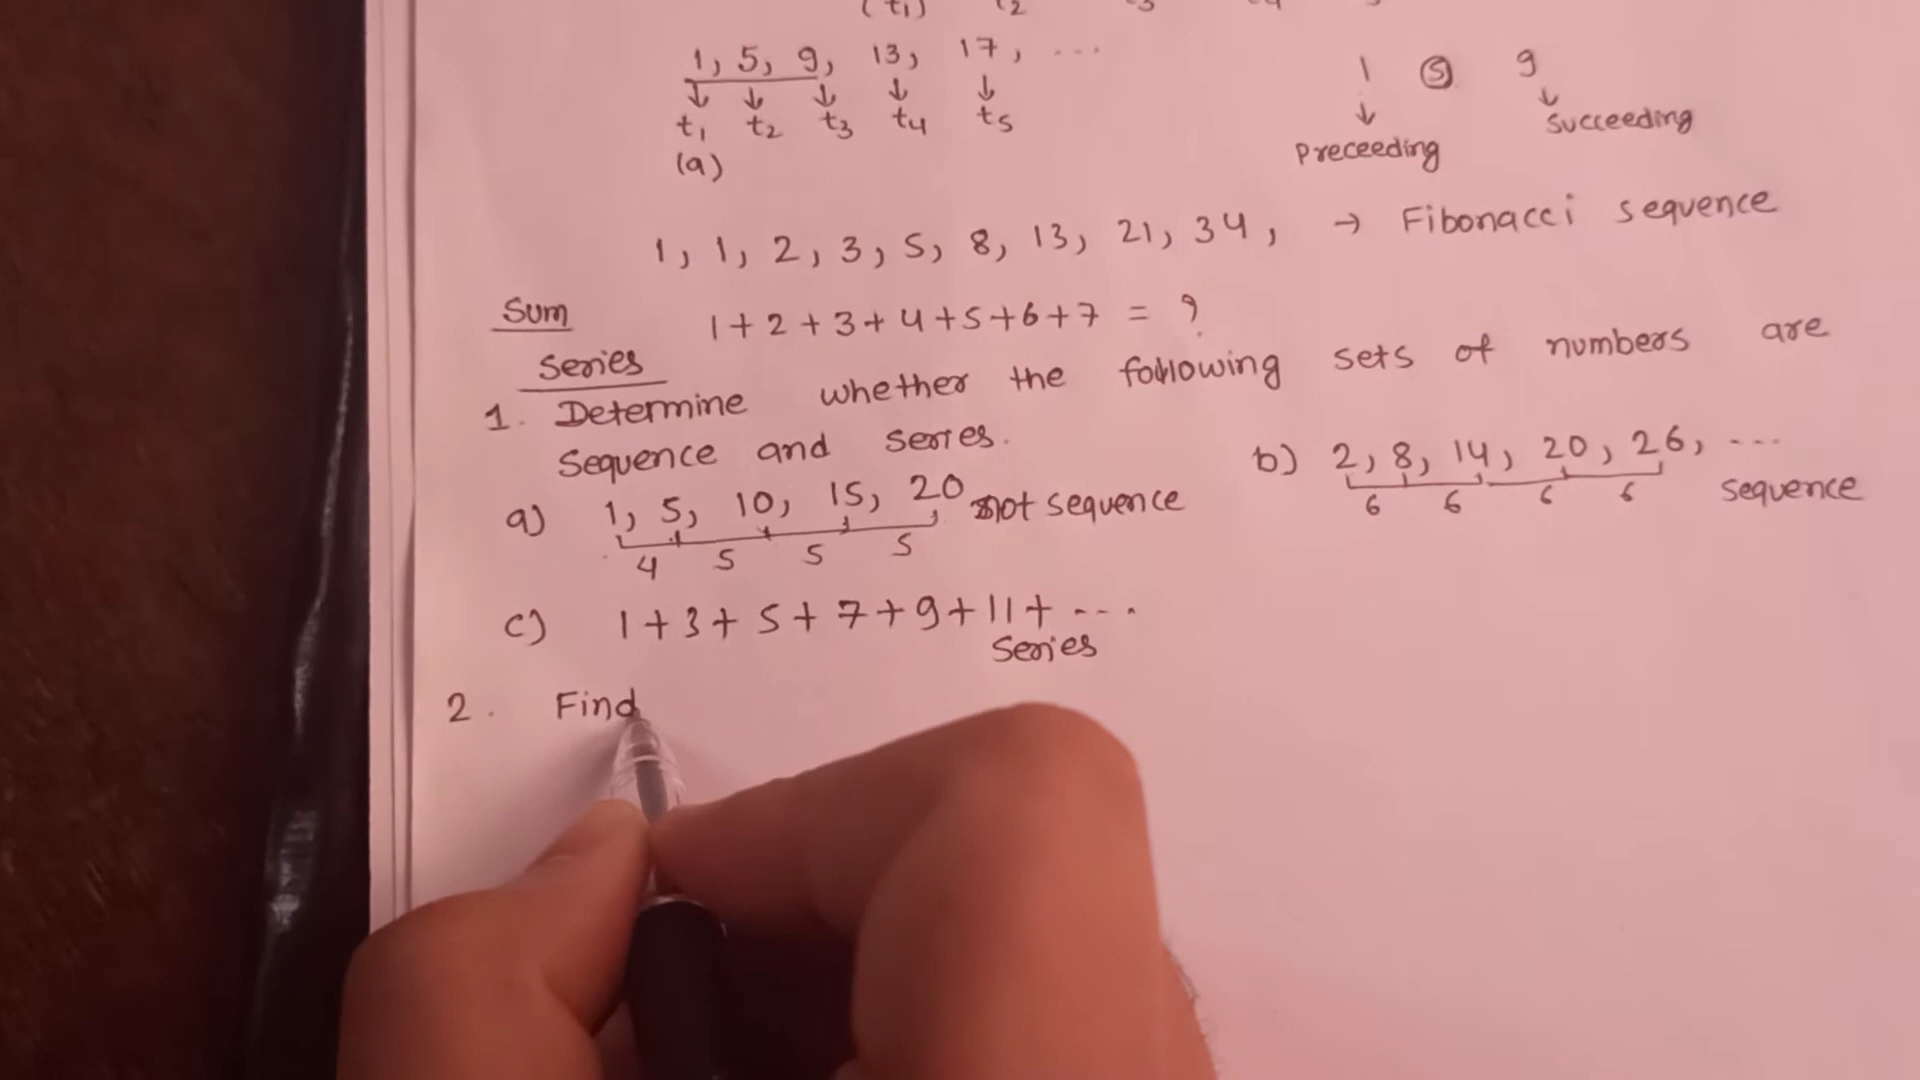 (t1) t2 t3 t4
1, 5, 9, 13, 17, ...
↓ ↓ ↓ ↓ ↓
t1 t2 t3 t4 t5
(a)
1 5 9
↓ ↓
Preceeding Succeeding
1, 1, 2, 3, 5, 8, 13, 21, 34, → Fibonacci sequence
Sum 1+2+3+4+5+6+7 = ?
Series
1. Determine whether the following sets of numbers are
Sequence and series.
a) 1, 5, 10, 15, 20 not sequence
4 5 5 5
b) 2, 8, 14, 20, 26, ...
6 6 6 6 sequence
c) 1+3+5+7+9+11+ ...
Series
2. Find